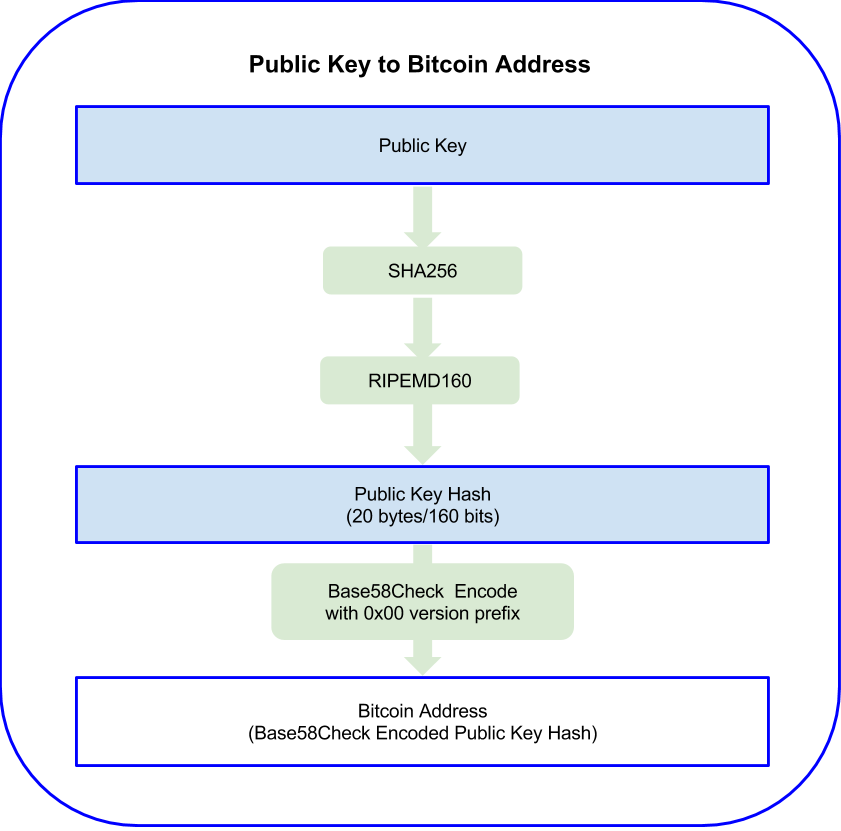 Public Key to Bitcoin Address
Public Key
SHA256
RIPEMD160
Public Key Hash
(20 bytes/160 bits)
Base58Check Encode
with 0x00 version prefix
Bitcoin Address
(Base58Check Encoded Public Key Hash)